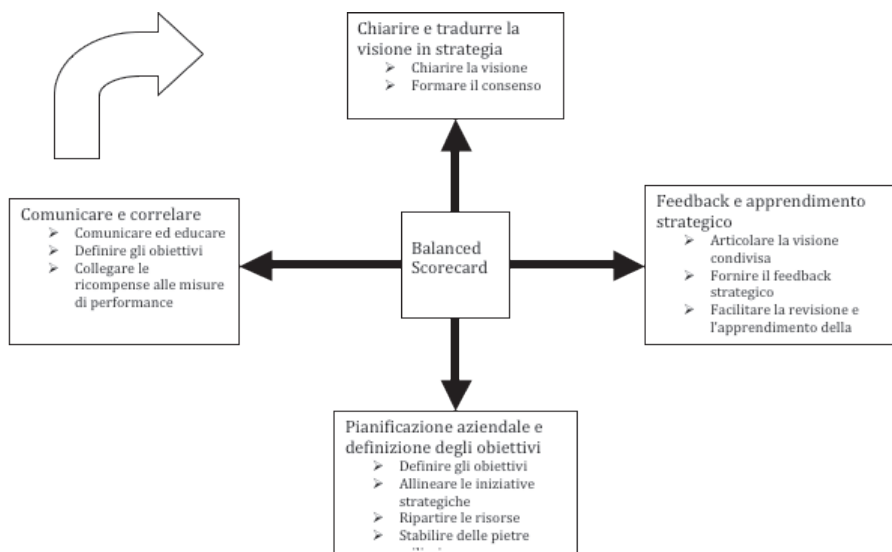 Chiarire e tradurre la
visione in strategia
➢ Chiarire la visione
➢ Formare il consenso
Comunicare e correlare
➢ Comunicare ed educare
➢ Definire gli obiettivi
➢ Collegare le
ricompense alle misure
di performance
Balanced
Scorecard
Feedback e apprendimento
strategico
➢ Articolare la visione
condivisa
➢ Fornire il feedback
strategico
➢ Facilitare la revisione e
l'apprendimento della
Pianificazione aziendale e
definizione degli obiettivi
➢ Definire gli obiettivi
➢ Allineare le iniziative
strategiche
➢ Ripartire le risorse
➢ Stabilire delle pietre